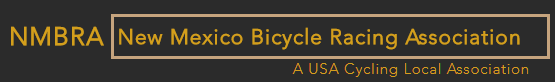 NMBRA New Mexico Bicycle Racing Association
A USA Cycling Local Association